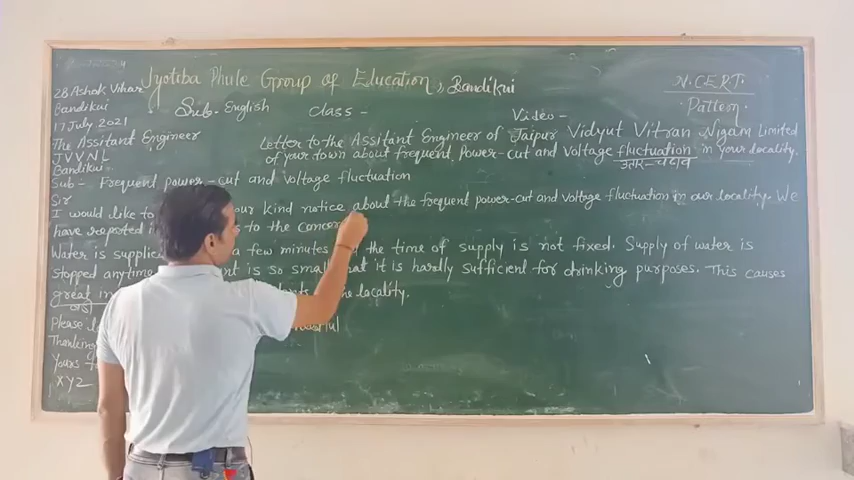 Jyotiba Phule Group of Education, Bandikui
N.C.E.R.T.
Pattern
Sub- English Class - Video -
28 Ashok Vihar
Bandikui
17 July 2021
The Assitant Engineer
JVVNL
Bandikui
Letter to the Assitant Engineer of Jaipur Vidyut Vitran Nigam Limited
of your town about frequent Power-cut and Voltage fluctuation in your locality.
उतार-चढाव
Sub- Frequent power-cut and voltage fluctuation
Sir
I would like to our kind notice about the frequent power-cut and voltage fluctuation in our locality. We
have reported to the
Water is a few minutes the time of supply is not fixed. Supply of water is
stopped anytime is so small that it is hardly sufficient for drinking purposes. This causes
great the locality.
Please
Thanking
Yours
XYZ